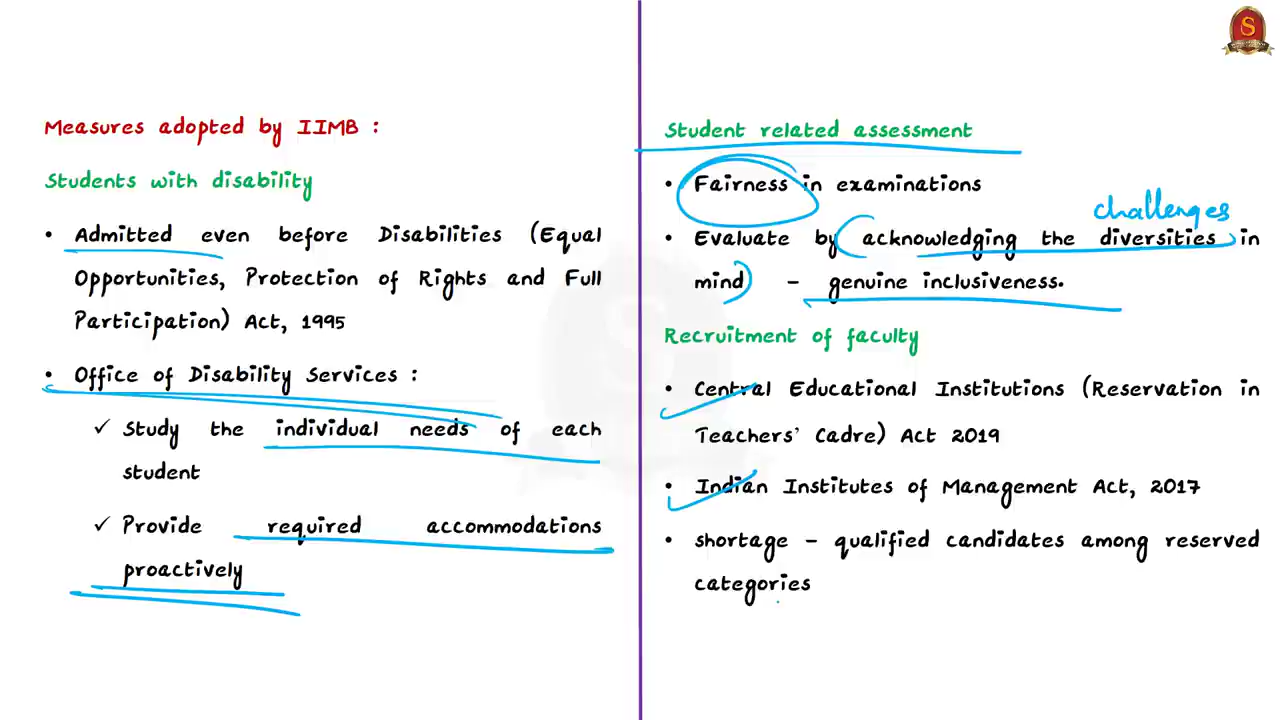 Measures adopted by IIMB :
Students with disability
• Admitted even before Disabilities (Equal
Opportunities, Protection of Rights and Full
Participation) Act, 1995
• Office of Disability Services :
✓ Study the individual needs of each
student
✓ Provide required accommodations
proactively
S
Student related assessment
• Fairness in examinations
challenges
• Evaluate by acknowledging the diversities in
mind - genuine inclusiveness.
Recruitment of faculty
• Central Educational Institutions (Reservation in
Teachers' Cadre) Act 2019
• Indian Institutes of Management Act, 2017
• shortage - qualified candidates among reserved
categories